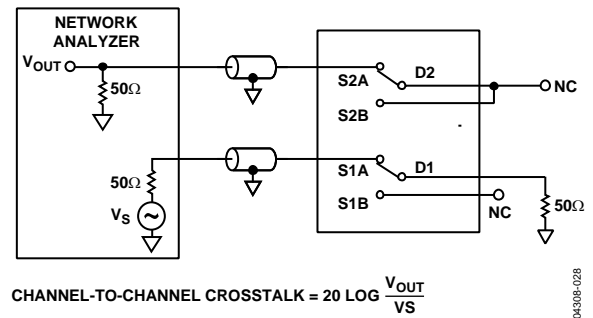 NETWORK
ANALYZER
VOUT
50Ω
S2A
D2
NC
S2B
50Ω
VS
S1A
D1
S1B
NC
50Ω
CHANNEL-TO-CHANNEL CROSSTALK = 20 LOG VOUT
VS
04308-028